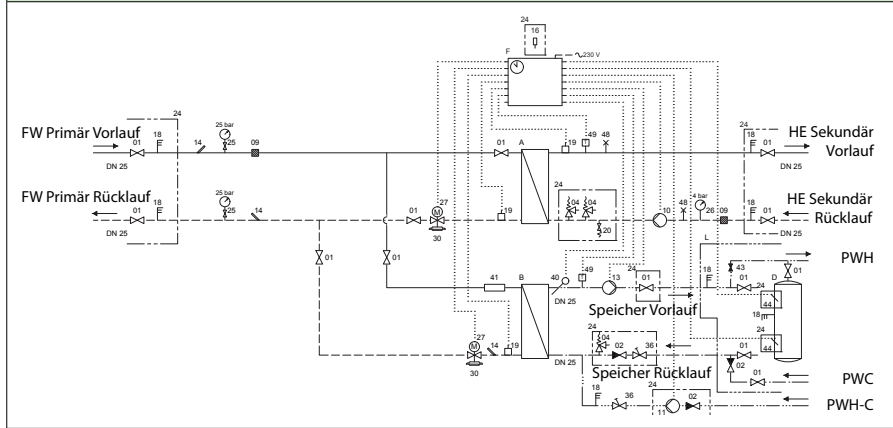 24
16
F
~230 V
24
25 bar
25 bar
4 bar
24
FW Primär Vorlauf
01
18
14
25
09
01
A
19
49
48
18
01
HE Sekundär
Vorlauf
DN 25
DN 25
FW Primär Rücklauf
01
18
25
14
01
27
M
30
19
24
04
04
20
10
48
26
09
01
HE Sekundär
Rücklauf
DN 25
DN 25
01
01
L
PWH
41
B
40
49
13
24
01
18
43
01
01
D
DN 25
Speicher Vorlauf
24
44
18
24
44
27
M
30
14
19
24
04
02
36
01
02
DN 25
Speicher Rücklauf
01
PWC
18
36
24
11
02
PWH-C